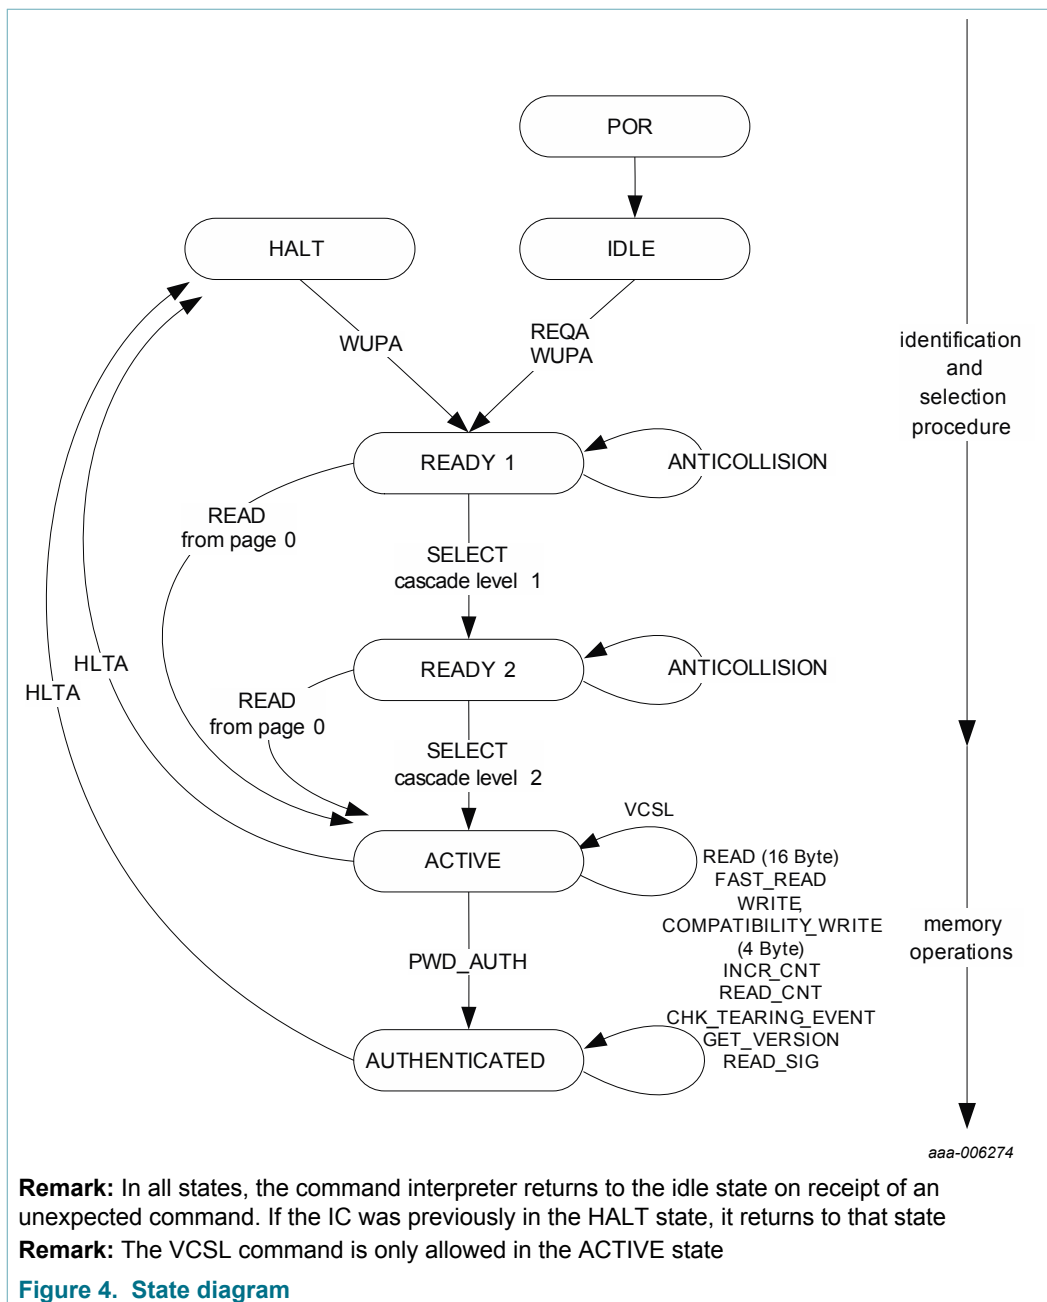 POR
HALT
IDLE
WUPA
REQA
WUPA
identification
and
selection
procedure
READY 1
ANTICOLLISION
READ
from page 0
SELECT
cascade level 1
READY 2
ANTICOLLISION
HLTA
HLTA
READ
from page 0
SELECT
cascade level 2
VCSL
ACTIVE
READ (16 Byte)
FAST_READ
WRITE,
COMPATIBILITY_WRITE
(4 Byte)
INCR_CNT
READ_CNT
CHK_TEARING_EVENT
GET_VERSION
READ_SIG
memory
operations
PWD_AUTH
AUTHENTICATED
aaa-006274
Remark: In all states, the command interpreter returns to the idle state on receipt of an
unexpected command. If the IC was previously in the HALT state, it returns to that state
Remark: The VCSL command is only allowed in the ACTIVE state
Figure 4. State diagram